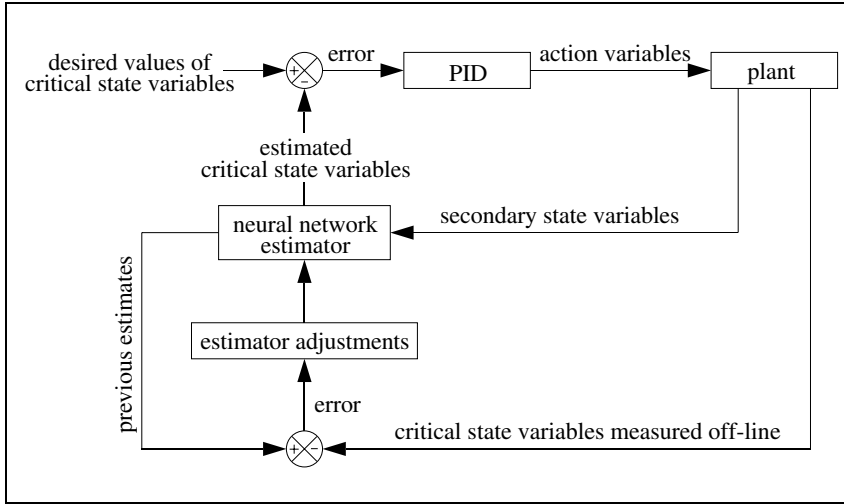 desired values of
critical state variables
+
−
error
PID
action variables
plant
estimated
critical state variables
neural network
estimator
secondary state variables
previous estimates
estimator adjustments
error
+
−
critical state variables measured off-line